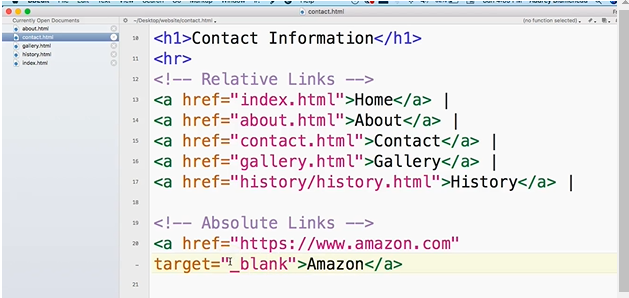 contact.html
Currently Open Documents
about.html
contact.html
gallery.html
history.html
index.html
~/Desktop/website/contact.html
(no function selected)
10 <h1>Contact Information</h1>
11 <hr>
12 <!-- Relative Links -->
13 <a href="index.html">Home</a> |
14 <a href="about.html">About</a> |
15 <a href="contact.html">Contact</a> |
16 <a href="gallery.html">Gallery</a> |
17 <a href="history/history.html">History</a> |
18
19 <!-- Absolute Links -->
20 <a href="https://www.amazon.com"
target="_blank">Amazon</a>
21